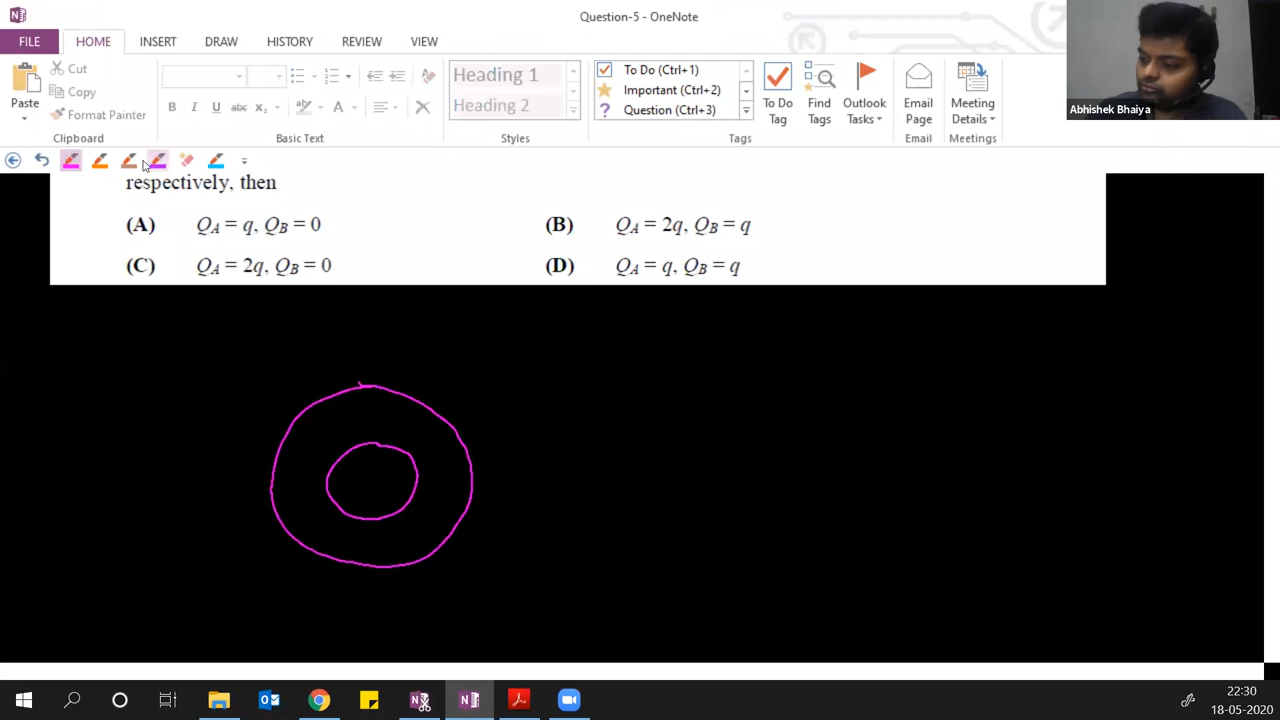 Question-5 - OneNote
FILE HOME INSERT DRAW HISTORY REVIEW VIEW
Paste
Cut
Copy
Format Painter
Clipboard
B I U abc X₁ A
Basic Text
Heading 1
Heading 2
Styles
To Do (Ctrl+1)
Important (Ctrl+2)
? Question (Ctrl+3)
To Do Tag
Find Tags
Outlook Tasks
Tags
Email Page
Email
Meeting Details
Meetings
Abhishek Bhaiya
respectively, then
(A) Q_A = q, Q_B = 0 (B) Q_A = 2q, Q_B = q
(C) Q_A = 2q, Q_B = 0 (D) Q_A = q, Q_B = q
22:30
18-05-2020